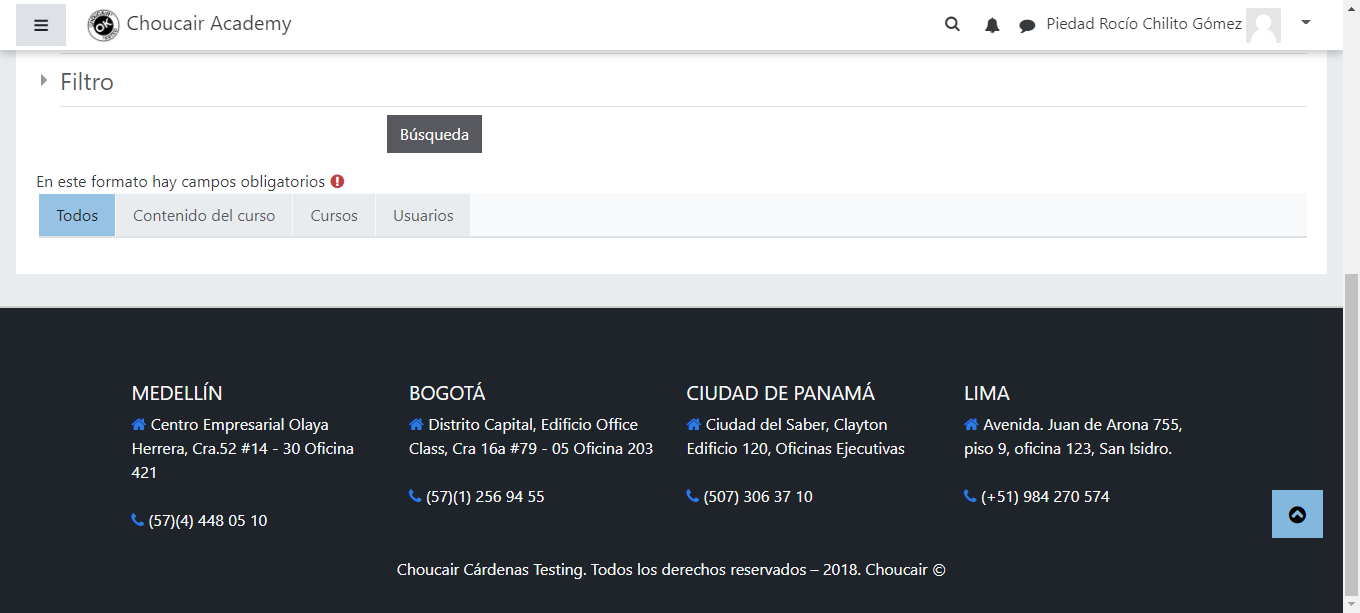 Choucair Academy
Piedad Rocío Chilito Gómez
Filtro
Búsqueda
En este formato hay campos obligatorios
Todos
Contenido del curso
Cursos
Usuarios
MEDELLÍN
Centro Empresarial Olaya
Herrera, Cra.52 #14 - 30 Oficina
421
(57)(4) 448 05 10
BOGOTÁ
Distrito Capital, Edificio Office
Class, Cra 16a #79 - 05 Oficina 203
(57)(1) 256 94 55
CIUDAD DE PANAMÁ
Ciudad del Saber, Clayton
Edificio 120, Oficinas Ejecutivas
(507) 306 37 10
LIMA
Avenida. Juan de Arona 755,
piso 9, oficina 123, San Isidro.
(+51) 984 270 574
Choucair Cárdenas Testing. Todos los derechos reservados – 2018. Choucair ©